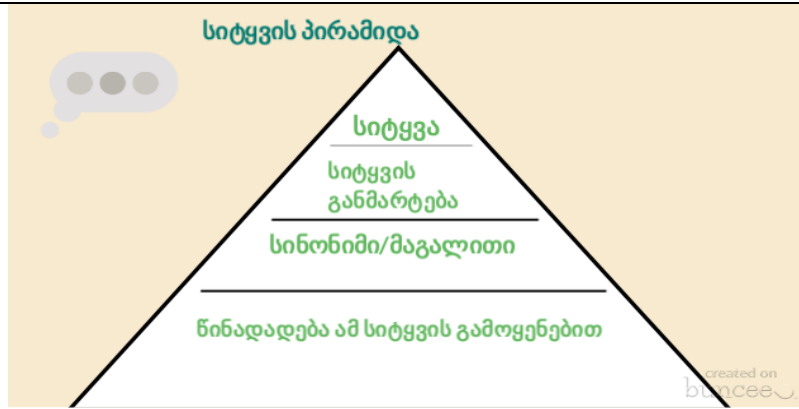 სიტყვის პირამიდა
სიტყვა
სიტყვის
განმარტება
სინონიმი/მაგალითი
წინადადება ამ სიტყვის გამოყენებით
created on
buncee